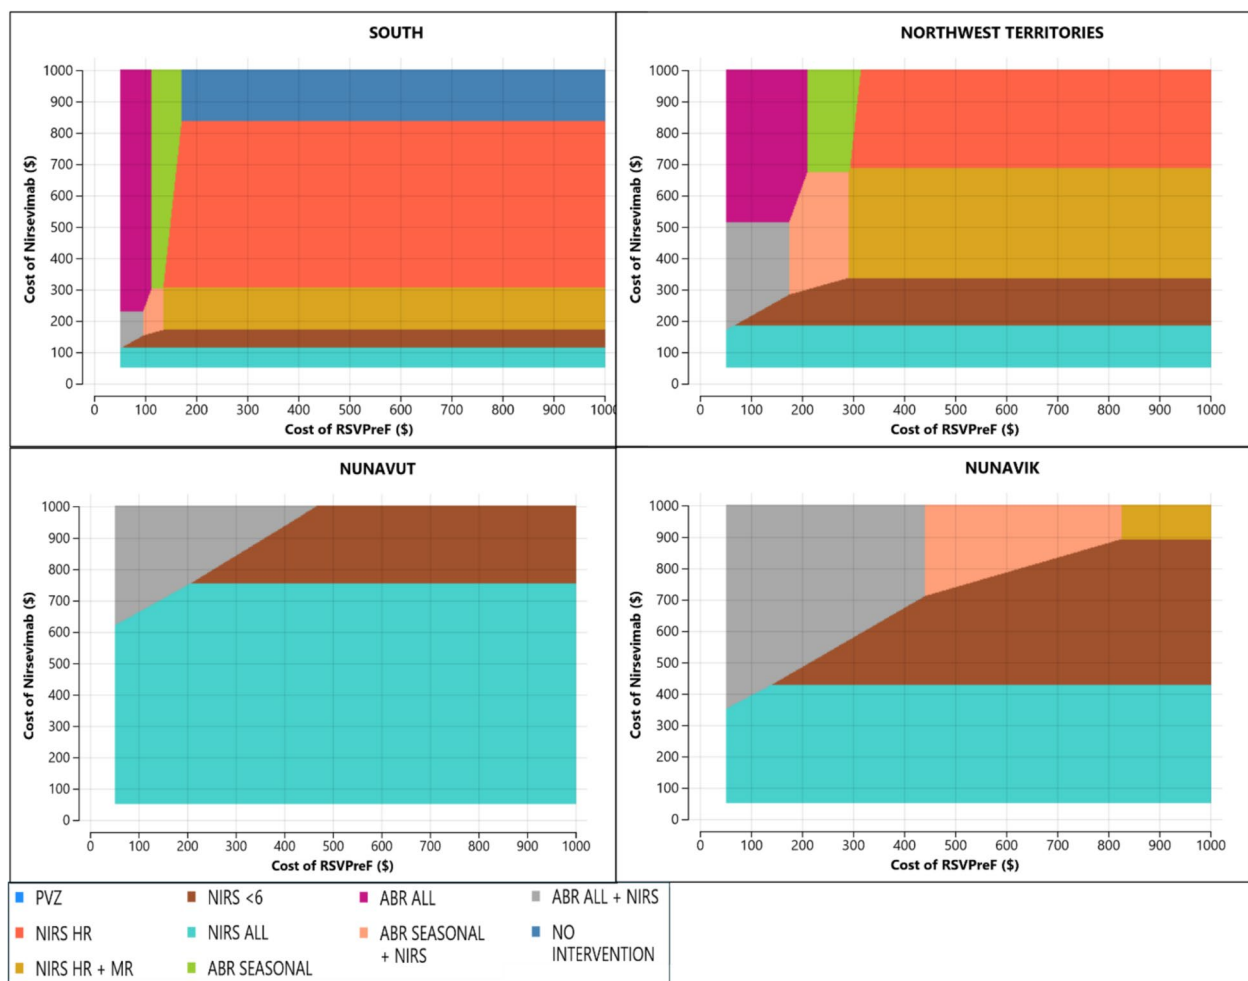 SOUTH
Cost of Nirsevimab ($)
1000
900
800
700
600
500
400
300
200
100
0
0 100 200 300 400 500 600 700 800 900 1000
Cost of RSVPreF ($)
NORTHWEST TERRITORIES
Cost of Nirsevimab ($)
1000
900
800
700
600
500
400
300
200
100
0
0 100 200 300 400 500 600 700 800 900 1000
Cost of RSVPreF ($)
NUNAVUT
Cost of Nirsevimab ($)
1000
900
800
700
600
500
400
300
200
100
0
0 100 200 300 400 500 600 700 800 900 1000
Cost of RSVPreF ($)
NUNAVIK
Cost of Nirsevimab ($)
1000
900
800
700
600
500
400
300
200
100
0
0 100 200 300 400 500 600 700 800 900 1000
Cost of RSVPreF ($)
PVZ
NIRS HR
NIRS HR + MR
NIRS <6
NIRS ALL
ABR SEASONAL
ABR ALL
ABR SEASONAL
+ NIRS
ABR ALL + NIRS
NO
INTERVENTION